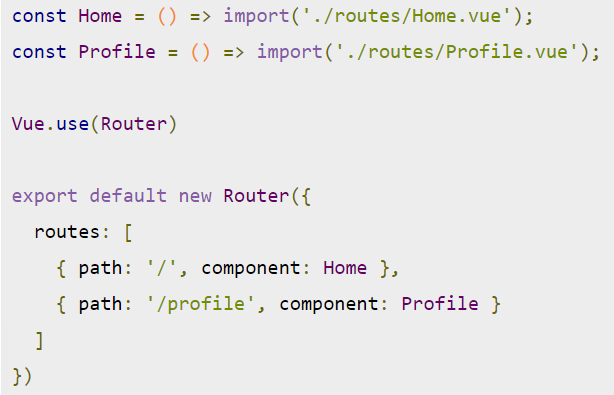 const Home = () => import('./routes/Home.vue');
const Profile = () => import('./routes/Profile.vue');
Vue.use(Router)
export default new Router({
  routes: [
    { path: '/', component: Home },
    { path: '/profile', component: Profile }
  ]
})